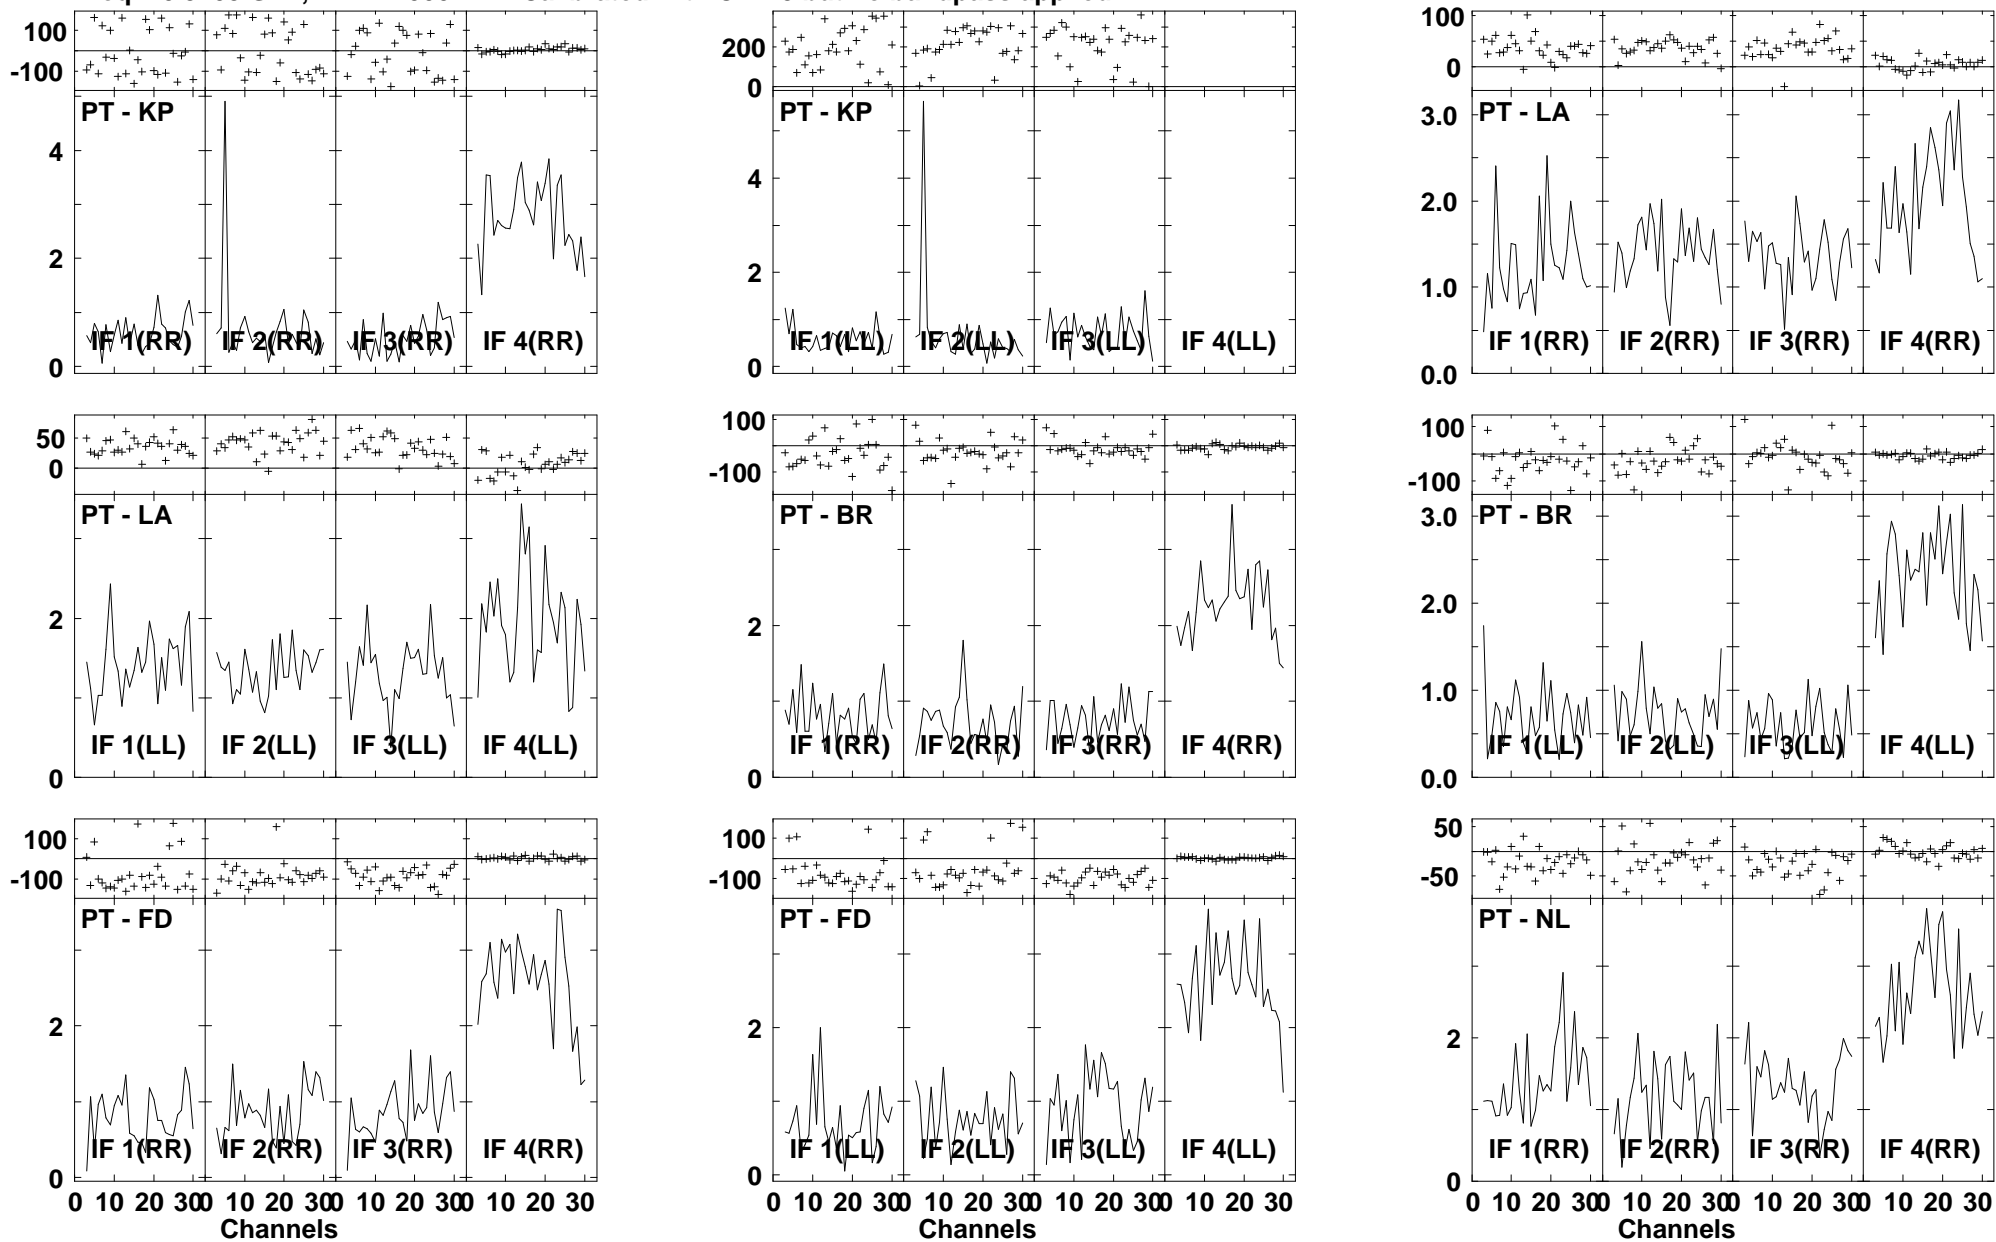 but no bandpass applied
100
-100
PT - KP
4
2
0
IF 1(RR) IF 2(RR) IF 3(RR) IF 4(RR)
200
0
PT - KP
4
2
0
IF 1(LL) IF 2(LL) IF 3(LL) IF 4(LL)
100
0
PT - LA
3.0
2.0
1.0
0.0
IF 1(RR) IF 2(RR) IF 3(RR) IF 4(RR)
50
0
PT - LA
2
0
IF 1(LL) IF 2(LL) IF 3(LL) IF 4(LL)
100
-100
PT - BR
2
0
IF 1(RR) IF 2(RR) IF 3(RR) IF 4(RR)
100
-100
PT - BR
3.0
2.0
1.0
0.0
IF 1(LL) IF 2(LL) IF 3(LL) IF 4(LL)
100
-100
PT - FD
2
0
IF 1(RR) IF 2(RR) IF 3(RR) IF 4(RR)
0 10 20 30 0 10 20 30 0 10 20 30 0 10 20 30
Channels
100
-100
PT - FD
2
0
IF 1(LL) IF 2(LL) IF 3(LL) IF 4(LL)
0 10 20 30 0 10 20 30 0 10 20 30 0 10 20 30
Channels
50
-50
PT - NL
2
0
IF 1(RR) IF 2(RR) IF 3(RR) IF 4(RR)
0 10 20 30 0 10 20 30 0 10 20 30 0 10 20 30
Channels